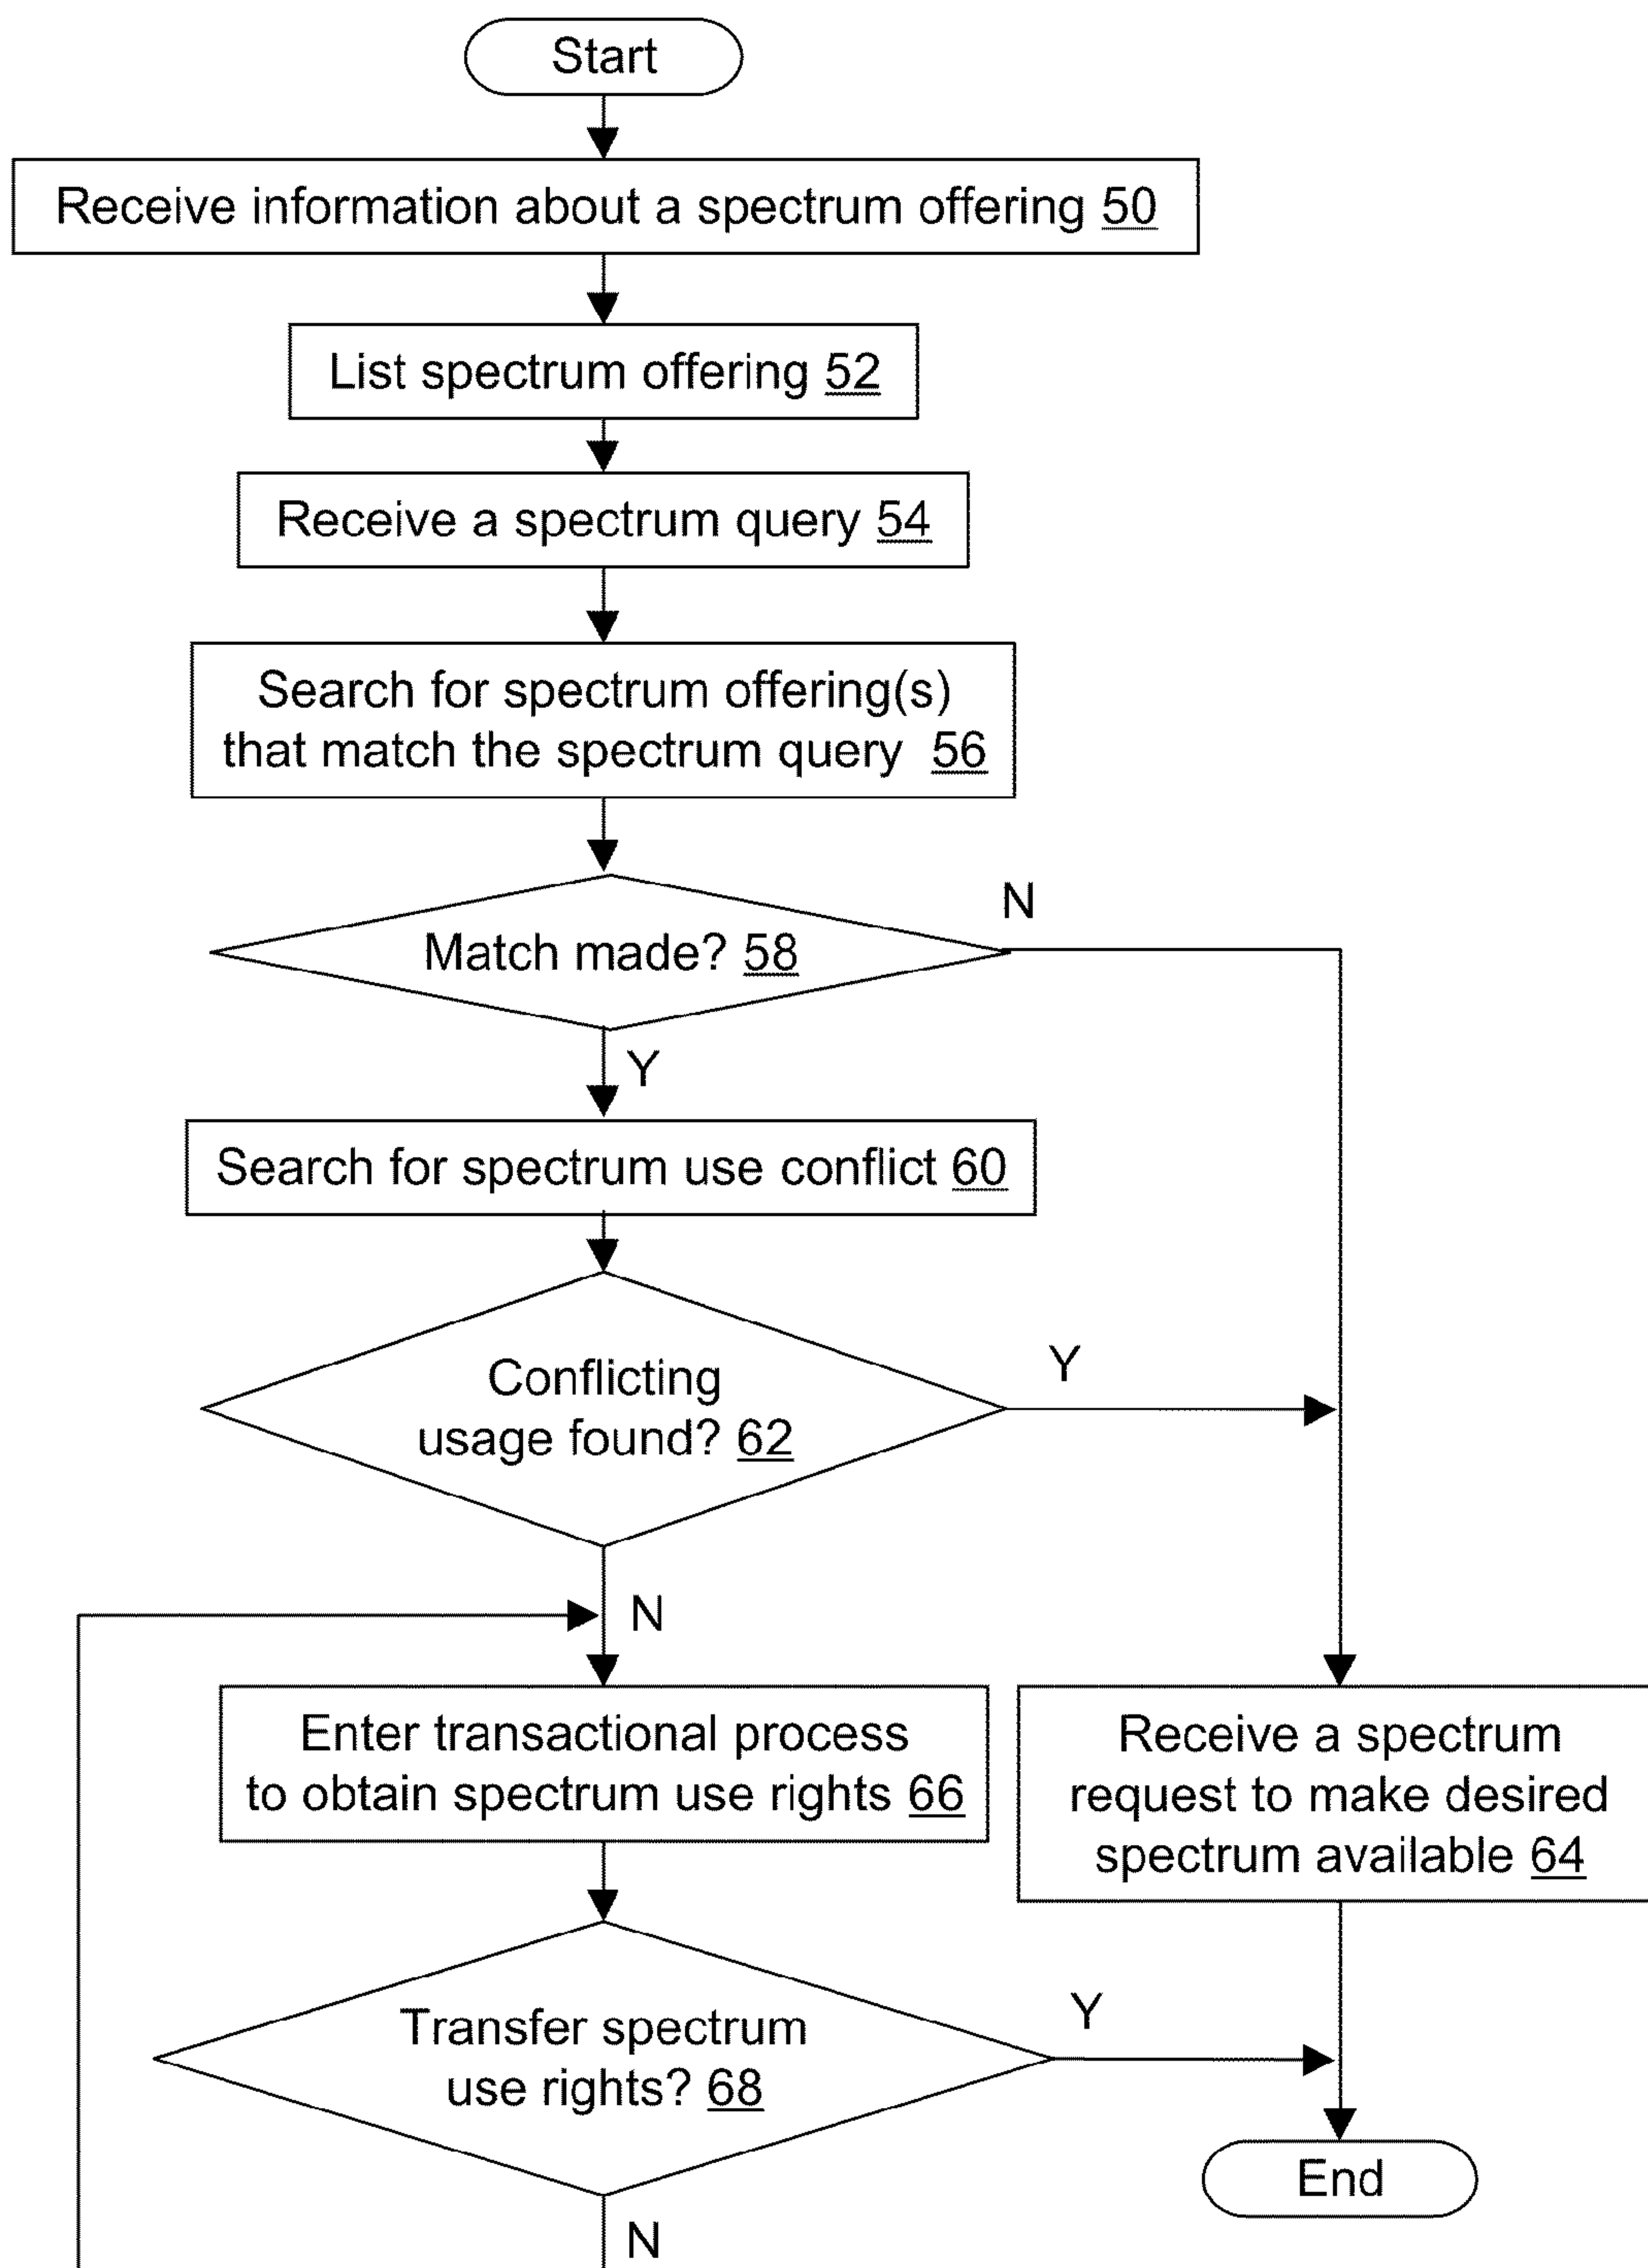 Start
Receive information about a spectrum offering 50
List spectrum offering 52
Receive a spectrum query 54
Search for spectrum offering(s)
that match the spectrum query 56
N
Match made? 58
Y
Search for spectrum use conflict 60
Conflicting
usage found? 62
Y
N
Enter transactional process
to obtain spectrum use rights 66
Receive a spectrum
request to make desired
spectrum available 64
Transfer spectrum
use rights? 68
Y
End
N